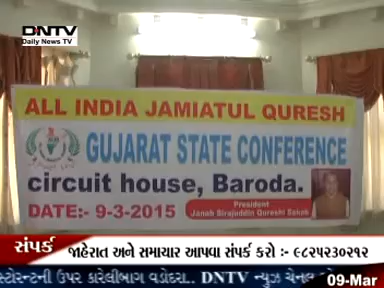 DNTV
Daily News TV
ALL INDIA JAMIATUL QURESH
GUJARAT STATE CONFERENCE
circuit house, Baroda.
DATE:- 9-3-2015
President
Janab Sirajuddin Qureshi Saheb
સંપર્ક
જાહેરાત અને સમાચાર આપવા સંપર્ક કરો :- ૯૮૨૫૨૩૦૨૧૨
સ્ટોરન્ટની ઉપર કારેલીબાગ વડોદરા.. DNTV ન્યુઝ ચેનલ
09-Mar